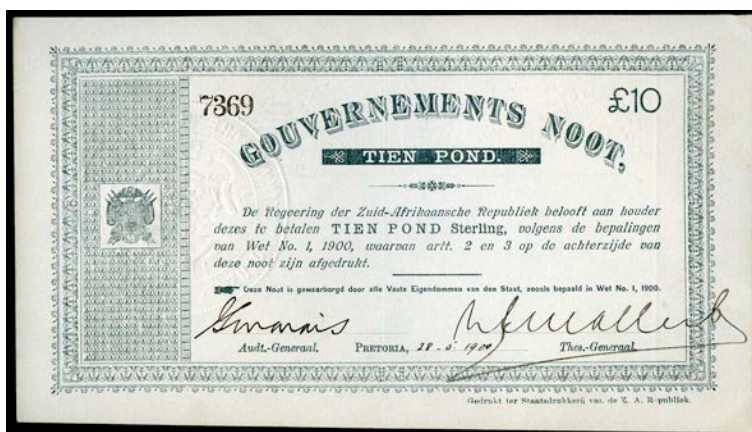 7369
£10
GOUVERNEMENTS NOOT,
TIEN POND.
De Regeering der Zuid-Afrikaansche Republiek belooft aan houder
dezes te betalen TIEN POND Sterling, volgens de bepalingen
van Wet No. 1, 1900, waarvan artt. 2 en 3 op de achterzijde van
deze noot zijn afgedrukt.
Deze Noot is gewaarborgd door alle Vaste Eigendommen van den Staat, zooals bepaald in Wet No. 1, 1900.
Audt.-Generaal. PRETORIA, 28-5 1900 Thes.-Generaal.
Gedrukt ter Staatsdrukkerij van de Z. A. Republiek.